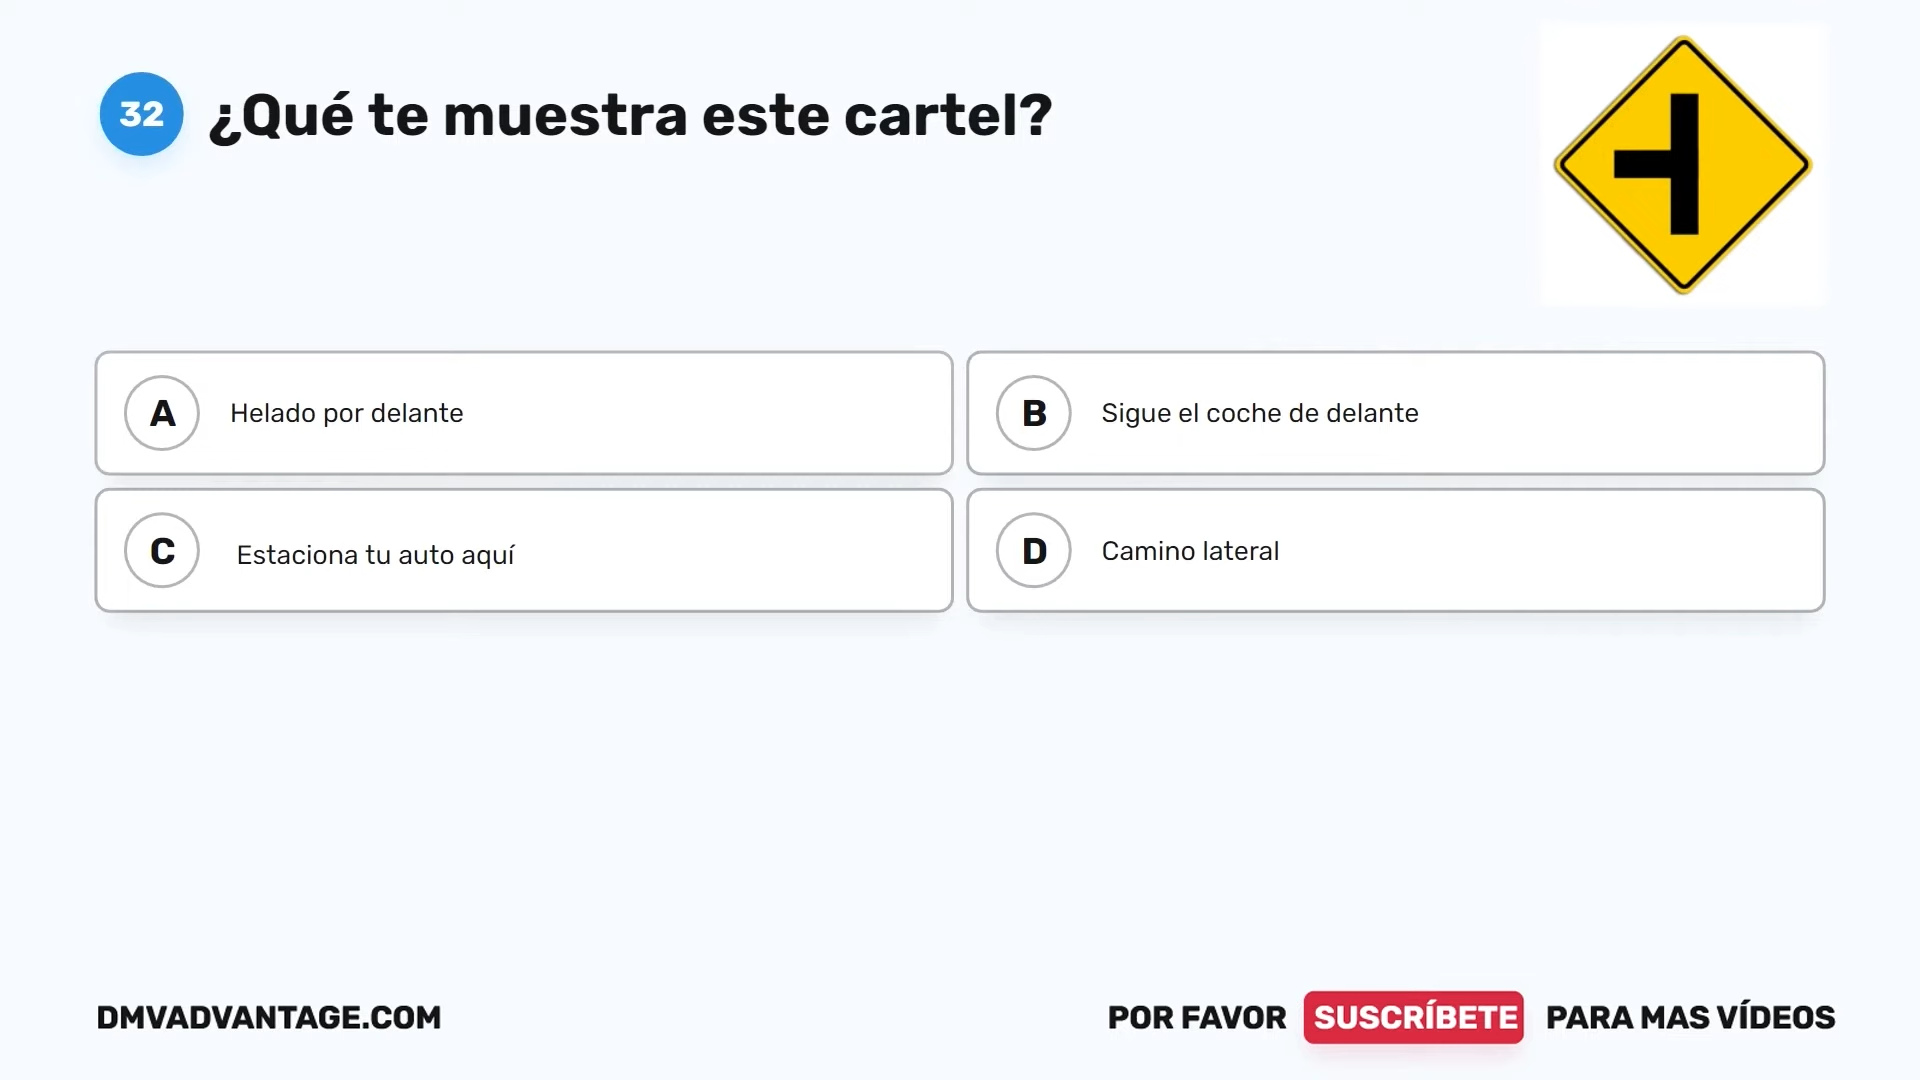 32 ¿Qué te muestra este cartel?
A Helado por delante
B Sigue el coche de delante
C Estaciona tu auto aquí
D Camino lateral
DMVADVANTAGE.COM
POR FAVOR SUSCRÍBETE PARA MAS VÍDEOS